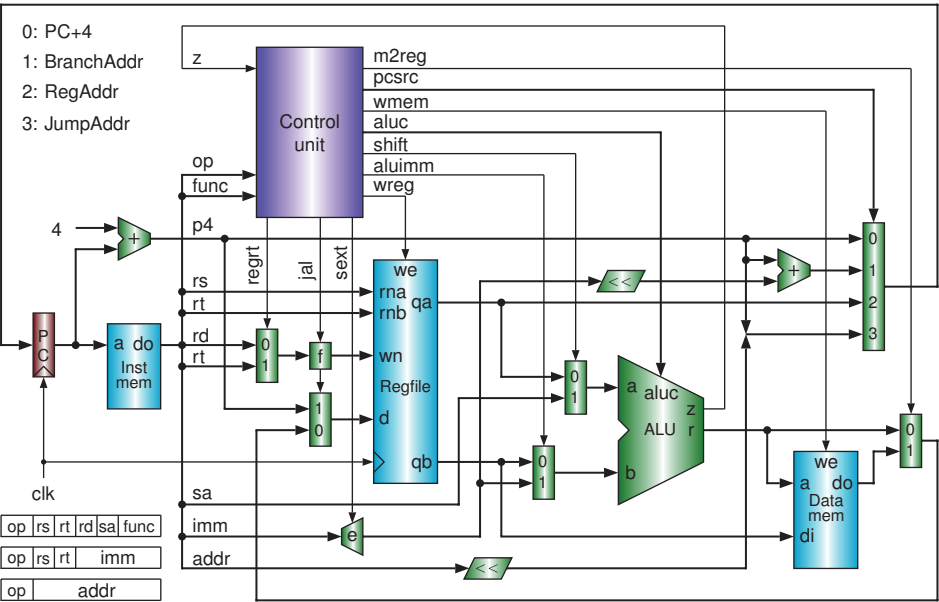 0: PC+4
1: BranchAddr
2: RegAddr
3: JumpAddr
z
Control
unit
m2reg
pcsrc
wmem
aluc
shift
aluimm
wreg
op
func
4
+
p4
regrt
jal
sext
we
rs
rna
qa
rt
rnb
<<
+
0
1
2
3
PC
a do
Inst
mem
rd
rt
0
1
f
wn
Regfile
1
0
d
qb
0
1
a
aluc
z
ALU
r
b
0
1
0
1
we
a do
Data
mem
di
clk
sa
imm
e
addr
<<
op rs rt rd sa func
op rs rt imm
op addr